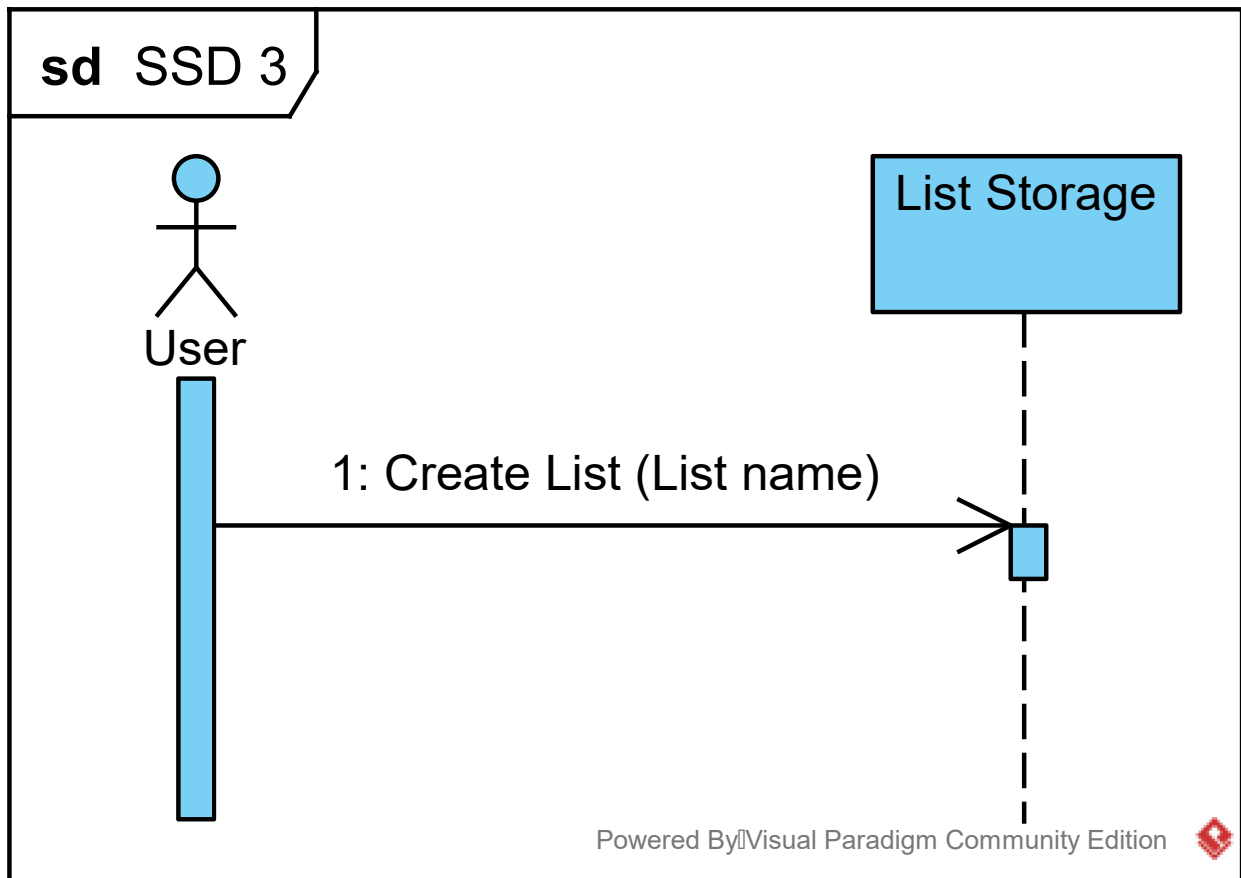 sd SSD 3
List Storage
User
1: Create List (List name)
Powered By Visual Paradigm Community Edition